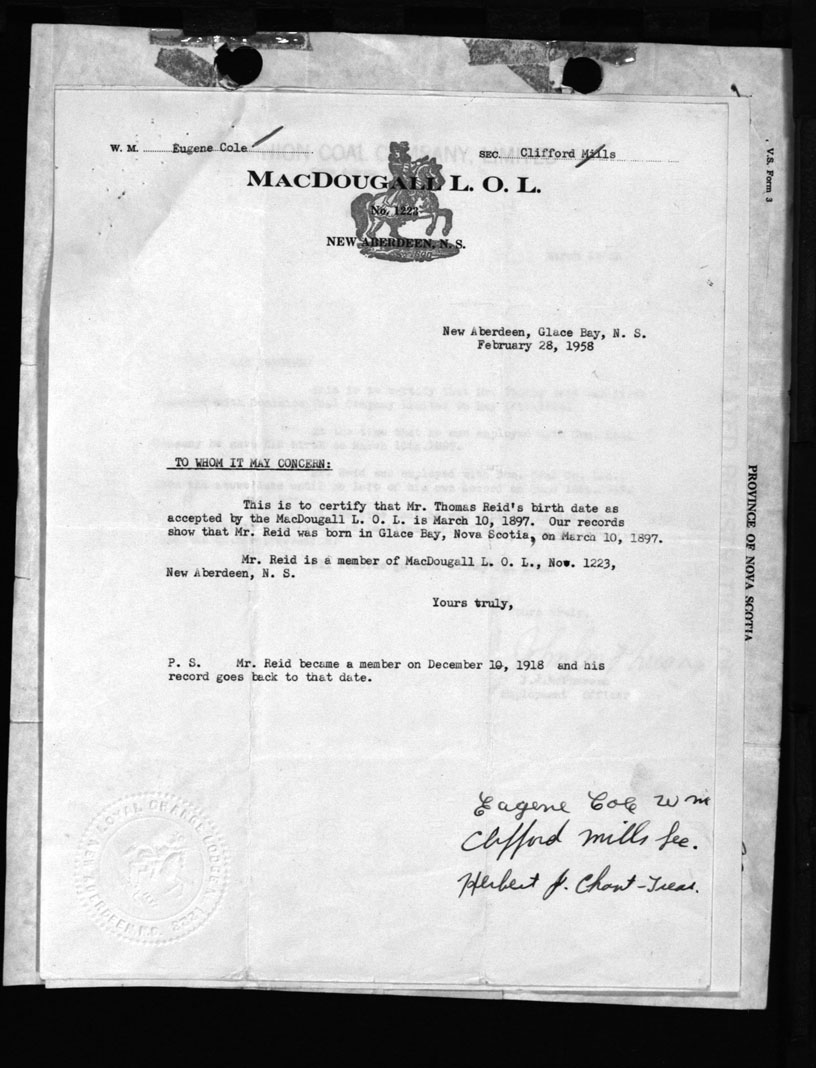 W. M. Eugene Cole
SEC. Clifford Mills
MACDOUGALL L. O. L.
No. 1223
NEW ABERDEEN, N. S.
V.S. Form 3
PROVINCE OF NOVA SCOTIA
New Aberdeen, Glace Bay, N. S.
February 28, 1958
TO WHOM IT MAY CONCERN:
This is to certify that Mr. Thomas Reid's birth date as
accepted by the MacDougall L. O. L. is March 10, 1897. Our records
show that Mr. Reid was born in Glace Bay, Nova Scotia, on March 10, 1897.
Mr. Reid is a member of MacDougall L. O. L., No. 1223,
New Aberdeen, N. S.
Yours truly,
P. S. Mr. Reid became a member on December 10, 1918 and his
record goes back to that date.
Eugene Cole W M
Clifford Mills Sec.
Herbert J. Chant - Treas.
LOYAL ORANGE LODGE
ABERDEEN